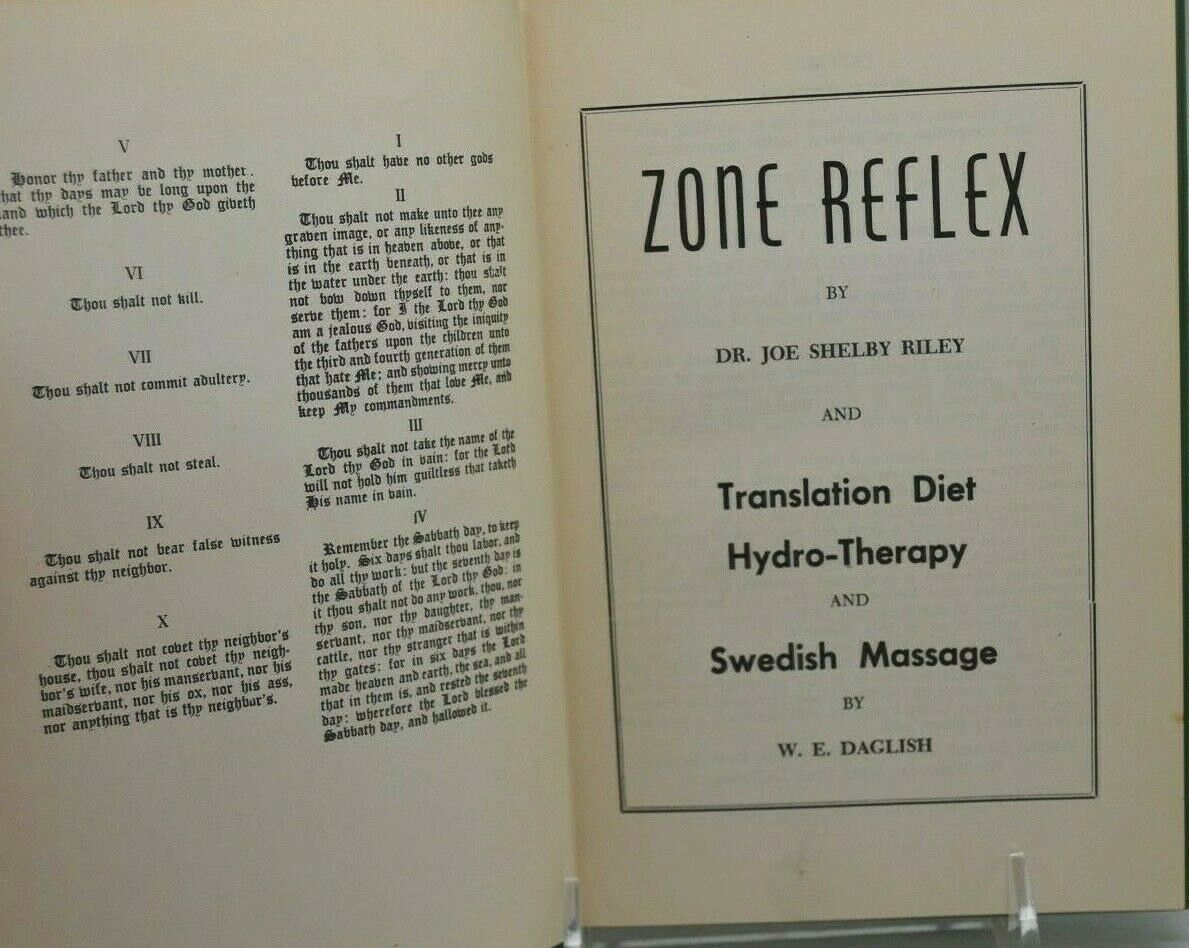 V
Honor thy father and thy mother.
that thy days may be long upon the
land which the Lord thy God giveth
thee.
VI
Thou shalt not kill.
VII
Thou shalt not commit adultery.
VIII
Thou shalt not steal.
IX
Thou shalt not bear false witness
against thy neighbor.
X
Thou shalt not covet thy neighbor's
house, thou shalt not covet thy neigh-
bor's wife, nor his manservant, nor his
maidservant, nor his ox, nor his ass,
nor anything that is thy neighbor's.
I
Thou shalt have no other gods
before Me.
II
Thou shalt not make unto thee any
graven image, or any likeness of any-
thing that is in heaven above, or that
is in the earth beneath, or that is in
the water under the earth: thou shalt
not bow down thyself to them, nor
serve them: for I the Lord thy God
am a jealous God, visiting the iniquity
of the fathers upon the children unto
the third and fourth generation of them
that hate Me; and showing mercy unto
thousands of them that love Me, and
keep My commandments.
III
Thou shalt not take the name of the
Lord thy God in vain: for the Lord
will not hold him guiltless that taketh
His name in vain.
IV
Remember the Sabbath day, to keep
it holy. Six days shalt thou labor, and
do all thy work: but the seventh day is
the Sabbath of the Lord thy God: in
it thou shalt not do any work, thou, nor
thy son, nor thy daughter, thy man-
servant, nor thy maidservant, nor thy
cattle, nor thy stranger that is within
thy gates: for in six days the Lord
made heaven and earth, the sea, and all
that in them is, and rested the seventh
day: wherefore the Lord blessed the
Sabbath day, and hallowed it.
ZONE REFLEX
BY
DR. JOE SHELBY RILEY
AND
Translation Diet
Hydro-Therapy
AND
Swedish Massage
BY
W. E. DAGLISH